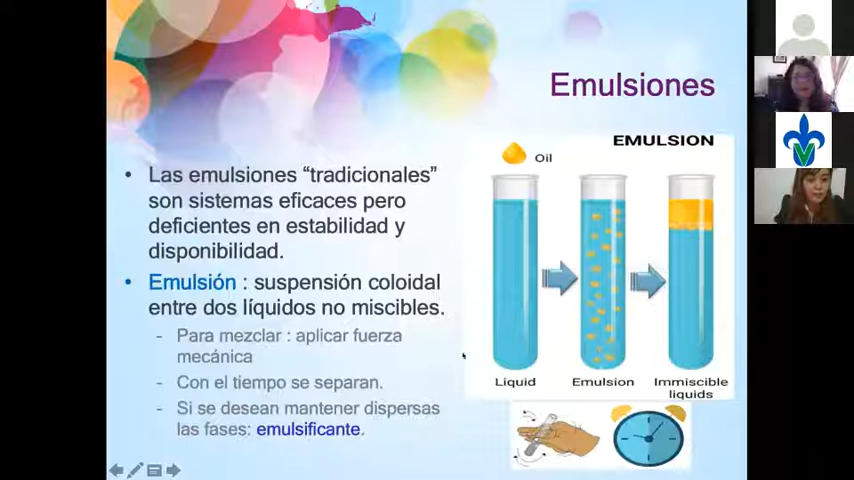 Emulsiones
• Las emulsiones “tradicionales”
son sistemas eficaces pero
deficientes en estabilidad y
disponibilidad.
• Emulsión : suspensión coloidal
entre dos líquidos no miscibles.
- Para mezclar : aplicar fuerza
mecánica
- Con el tiempo se separan.
- Si se desean mantener dispersas
las fases: emulsificante.
EMULSION
Oil
Liquid
Emulsion
Immiscible
liquids